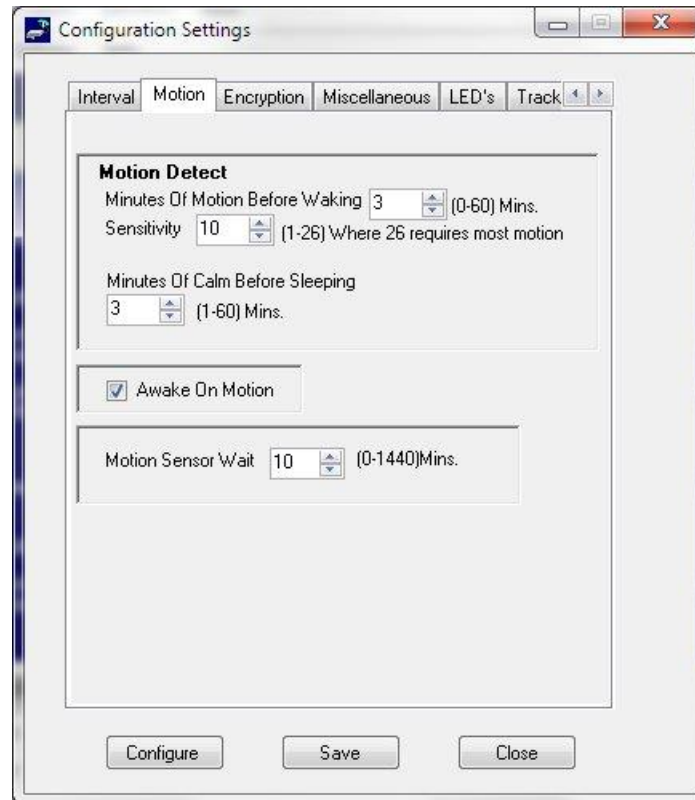 Configuration Settings
Interval Motion Encryption Miscellaneous LED's Track
Motion Detect
Minutes Of Motion Before Waking 3 (0-60) Mins.
Sensitivity 10 (1-26) Where 26 requires most motion
Minutes Of Calm Before Sleeping
3 (1-60) Mins.
Awake On Motion
Motion Sensor Wait 10 (0-1440)Mins.
Configure Save Close